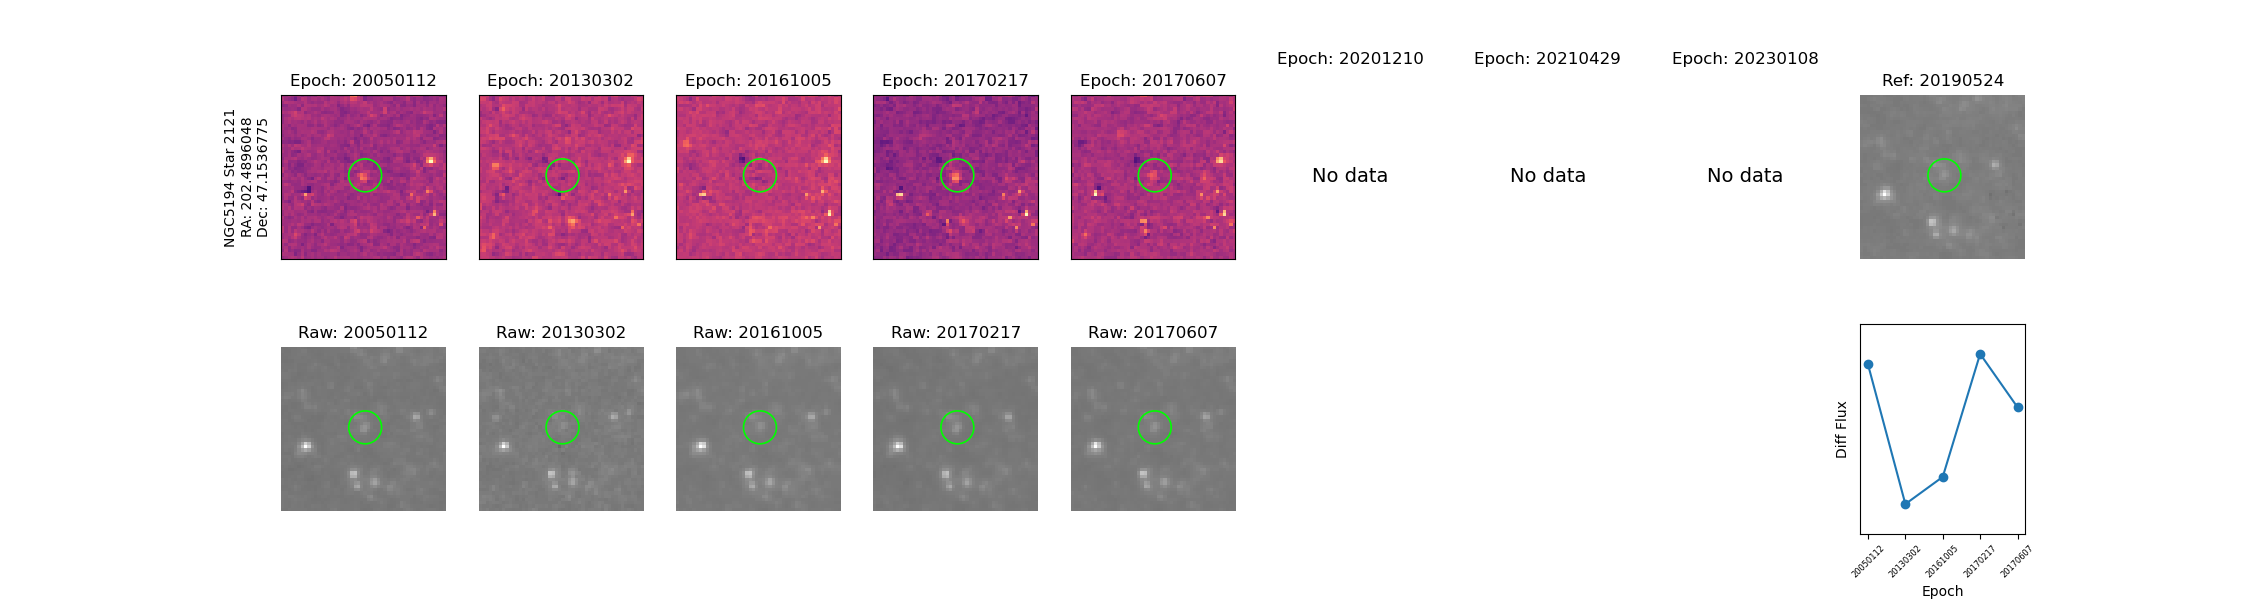 Epoch: 20201210
Epoch: 20210429
Epoch: 20230108
Epoch: 20050112
Epoch: 20130302
Epoch: 20161005
Epoch: 20170217
Epoch: 20170607
Ref: 20190524
NGC5194 Star 2121
RA: 202.4896048
Dec: 47.1536775
No data
No data
No data
Raw: 20050112
Raw: 20130302
Raw: 20161005
Raw: 20170217
Raw: 20170607
Diff Flux
20050112
20130302
20161005
20170217
20170607
Epoch